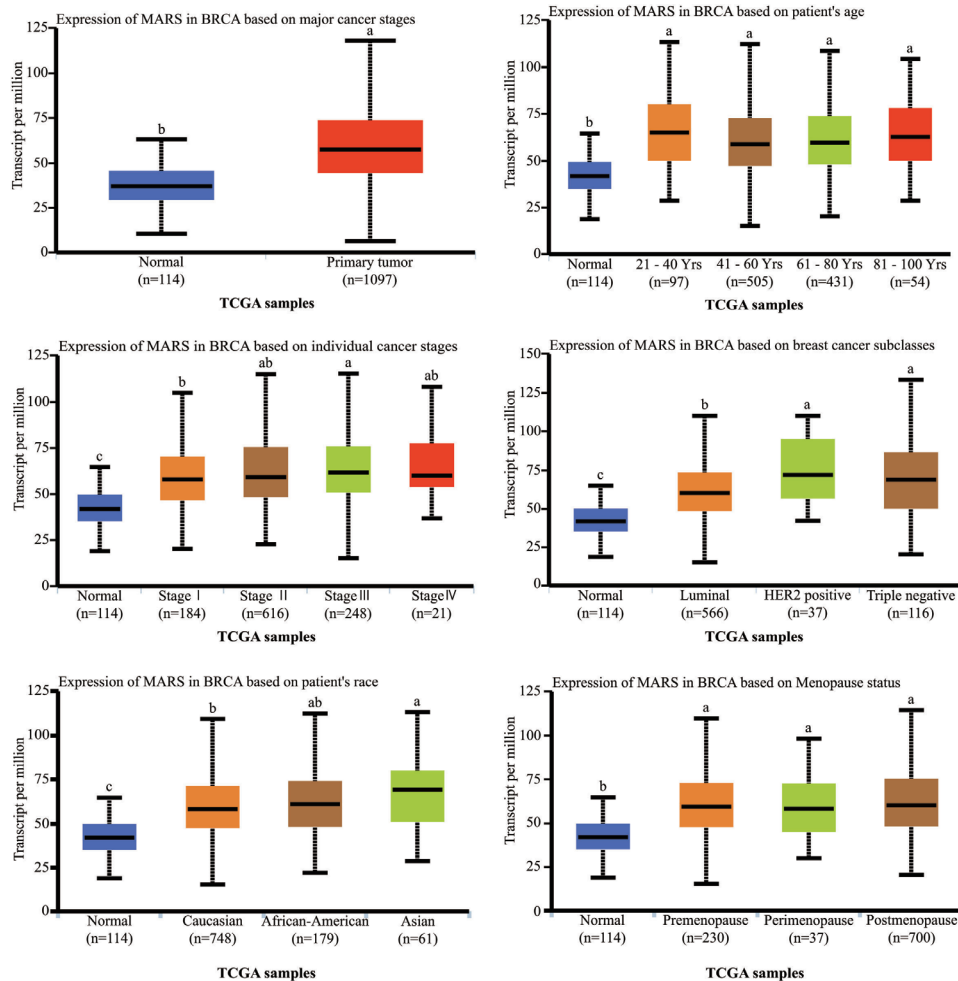 Expression of MARS in BRCA based on major cancer stages
Transcript per million
125
100
75
50
25
0
b
a
Normal
(n=114)
Primary tumor
(n=1097)
TCGA samples
Expression of MARS in BRCA based on patient's age
Transcript per million
125
100
75
50
25
0
b
a
a
a
a
Normal
(n=114)
21 - 40 Yrs
(n=97)
41 - 60 Yrs
(n=505)
61 - 80 Yrs
(n=431)
81 - 100 Yrs
(n=54)
TCGA samples
Expression of MARS in BRCA based on individual cancer stages
Transcript per million
125
100
75
50
25
0
c
b
ab
a
ab
Normal
(n=114)
Stage Ⅰ
(n=184)
Stage Ⅱ
(n=616)
Stage Ⅲ
(n=248)
Stage Ⅳ
(n=21)
TCGA samples
Expression of MARS in BRCA based on breast cancer subclasses
Transcript per million
150
125
100
75
50
25
0
c
b
a
a
Normal
(n=114)
Luminal
(n=566)
HER2 positive
(n=37)
Triple negative
(n=116)
TCGA samples
Expression of MARS in BRCA based on patient's race
Transcript per million
125
100
75
50
25
0
c
b
ab
a
Normal
(n=114)
Caucasian
(n=748)
African-American
(n=179)
Asian
(n=61)
TCGA samples
Expression of MARS in BRCA based on Menopause status
Transcript per million
125
100
75
50
25
0
b
a
a
a
Normal
(n=114)
Premenopause
(n=230)
Perimenopause
(n=37)
Postmenopause
(n=700)
TCGA samples